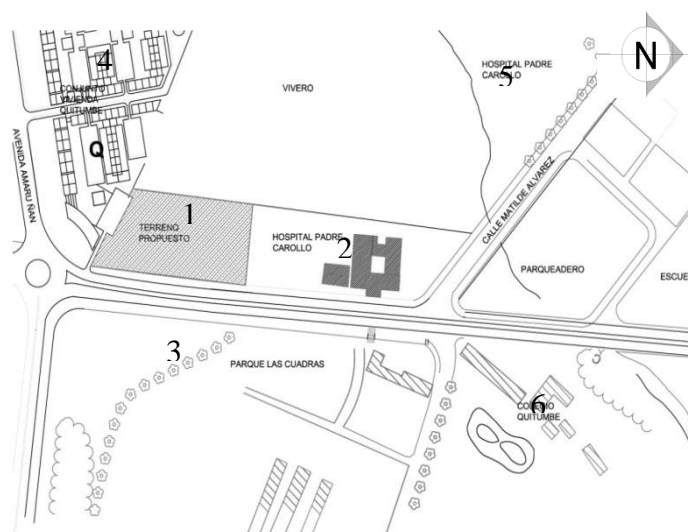 4
CONJUNTO
VIVIENDA
QUITUMBE
Q
AVENIDA AMARU ÑAN
VIVERO
HOSPITAL PADRE
CAROLLO
5
N
CALLE MATILDE ALVAREZ
1
TERRENO
PROPUESTO
HOSPITAL PADRE
CAROLLO
2
PARQUEADERO
ESCUE
3
PARQUE LAS CUADRAS
6
COLEGIO
QUITUMBE